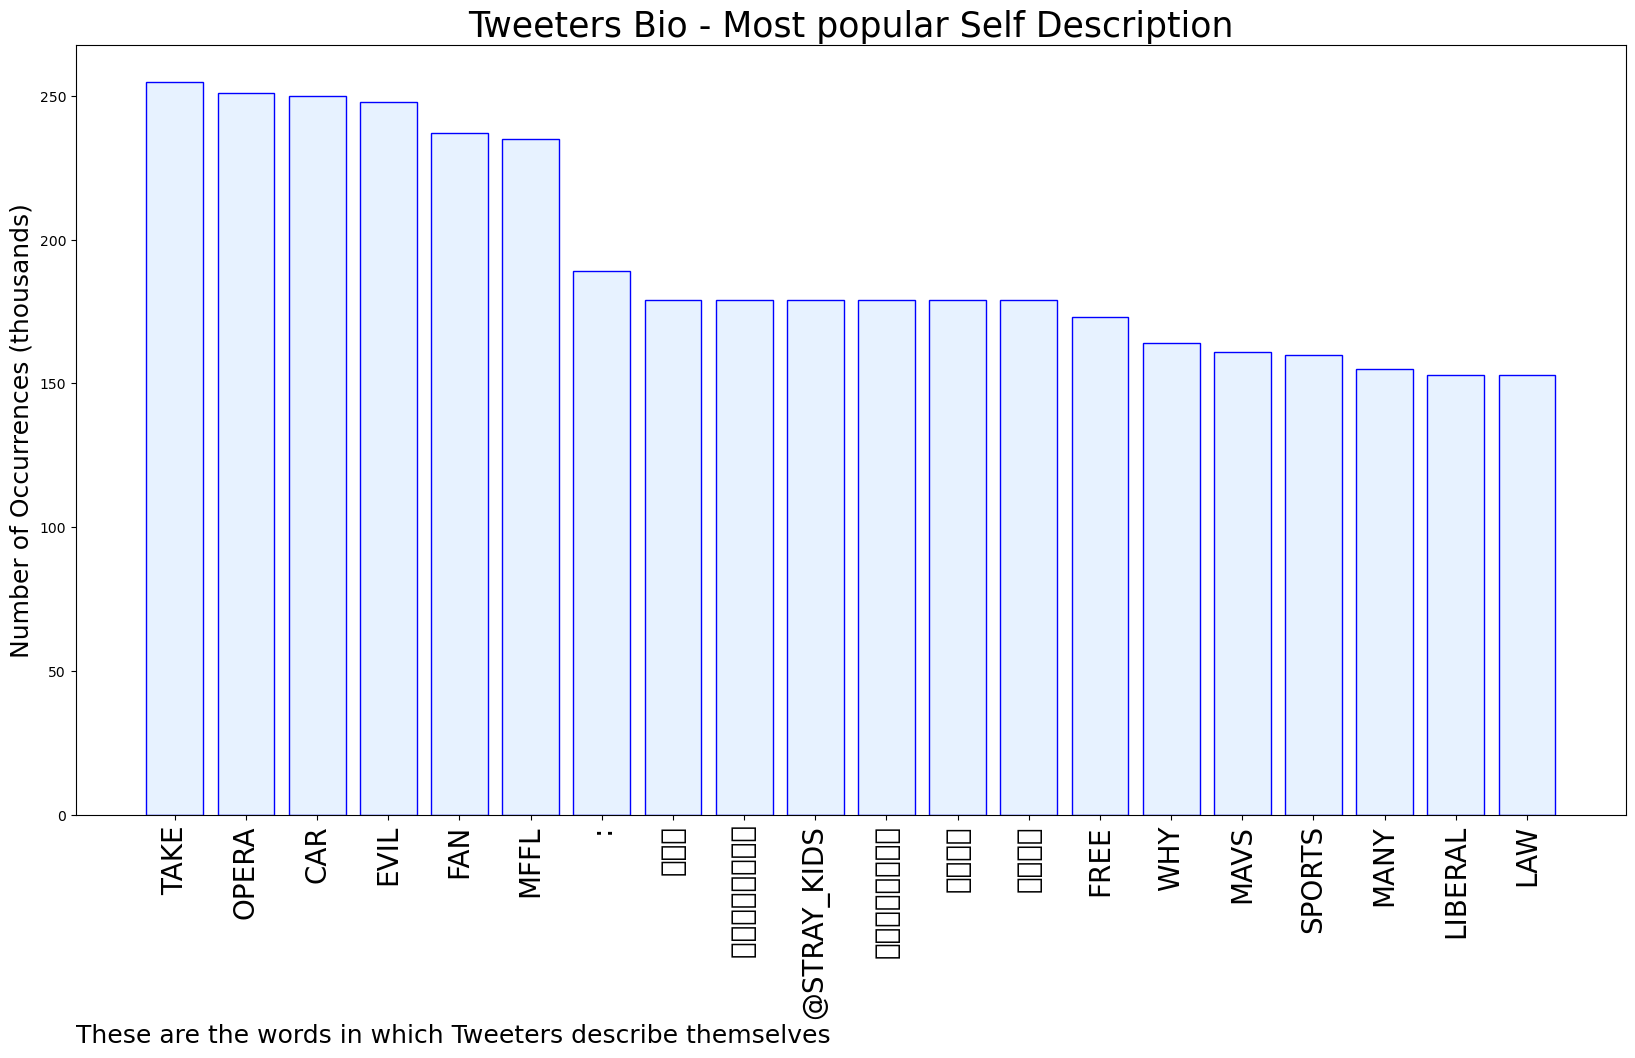 Tweeters Bio - Most popular Self Description
Number of Occurrences (thousands)
250
200
150
100
50
0
TAKE
OPERA
CAR
EVIL
FAN
MFFL
:
@STRAY_KIDS
FREE
WHY
MAVS
SPORTS
MANY
LIBERAL
LAW
These are the words in which Tweeters describe themselves